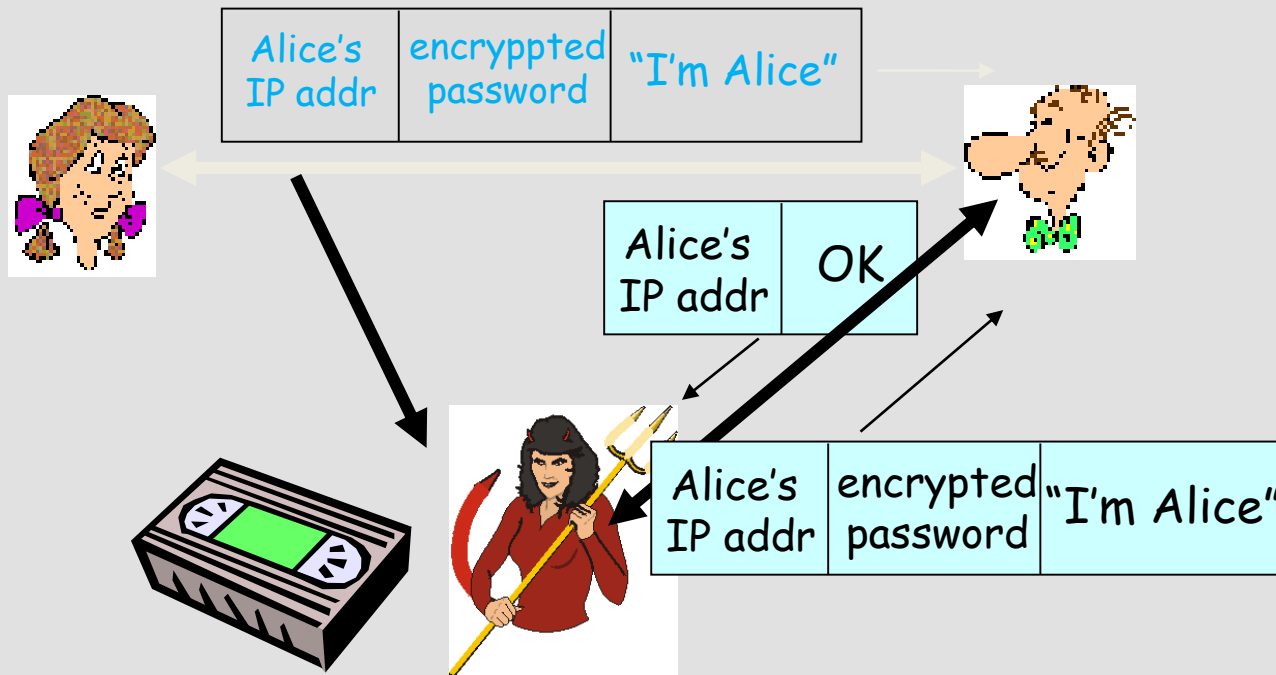 Alice's
IP addr
encryppted
password
“I'm Alice”
Alice's
IP addr
OK
Alice's
IP addr
encrypted
password
“I'm Alice”